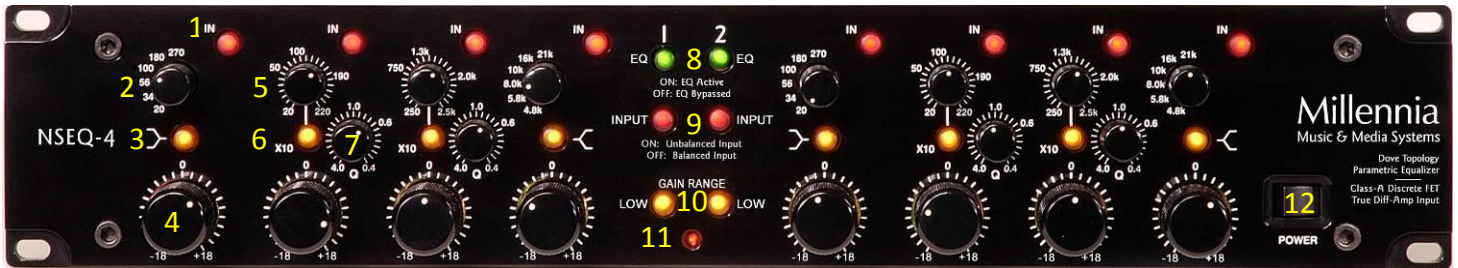 1 IN IN IN IN 1 2 IN IN IN IN
EQ 8 EQ
ON: EQ Active
OFF: EQ Bypassed
2 20 34 56 100 180 270
5 20 50 100 190 220
250 750 1.3k 2.0k 2.5k
4.8k 5.8k 8.0k 10k 16k 21k
20 34 56 100 180 270
20 50 100 190 220
250 750 1.3k 2.0k 2.5k
4.8k 5.8k 8.0k 10k 16k 21k
NSEQ-4
3
6 X10
7 4.0 1.0 0.6 0.4 Q
X10
4.0 1.0 0.6 0.4 Q
INPUT 9 INPUT
ON: Unbalanced Input
OFF: Balanced Input
X10
4.0 1.0 0.6 0.4 Q
X10
4.0 1.0 0.6 0.4 Q
Millennia
Music & Media Systems
Dove Topology
Parametric Equalizer
Class-A Discrete FET
True Diff-Amp Input
GAIN RANGE
LOW 10 LOW
11
4
0 0 0 0 0 0 0 0
-18 +18 -18 +18 -18 +18 -18 +18 -18 +18 -18 +18 -18 +18 -18 +18
12
POWER